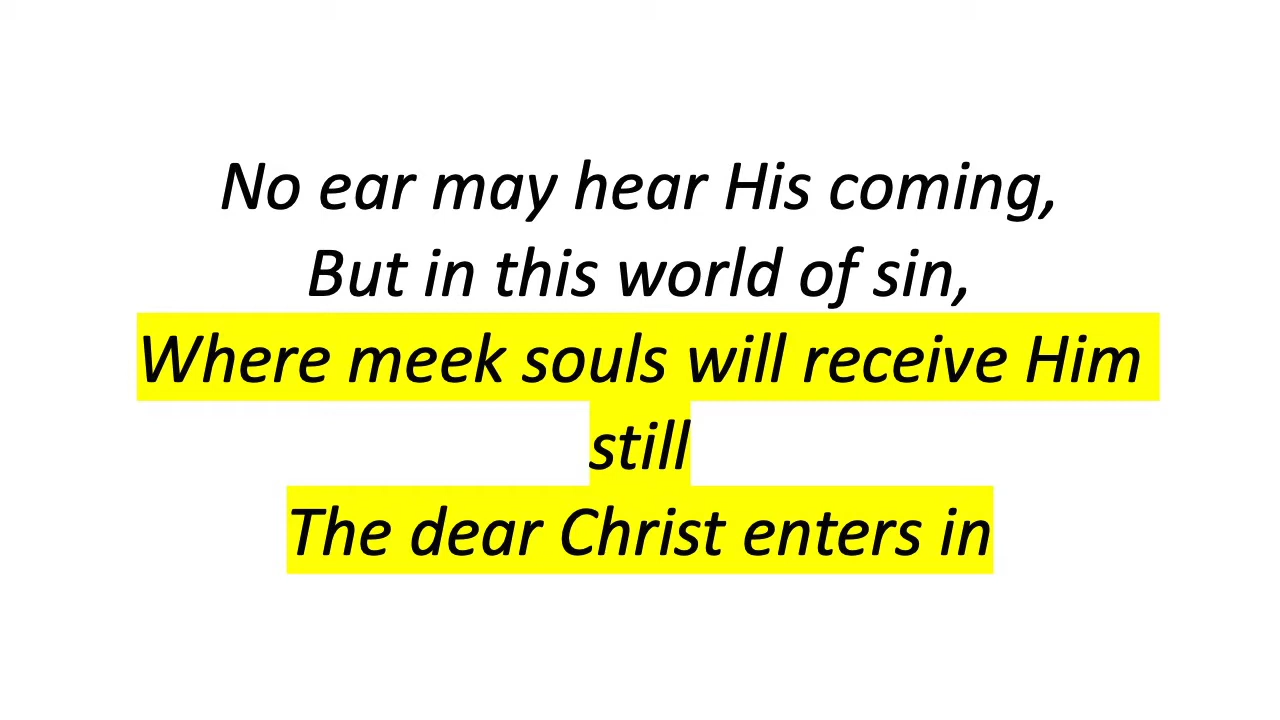 No ear may hear His coming,
But in this world of sin,
Where meek souls will receive Him
still
The dear Christ enters in